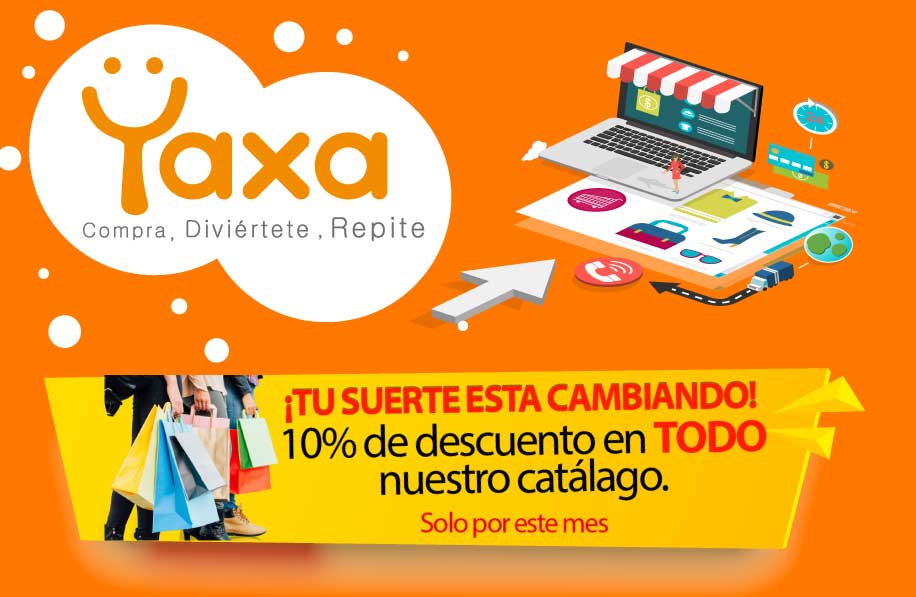 Yaxa
Compra, Diviértete, Repite
24
¡TU SUERTE ESTA CAMBIANDO!
10% de descuento en TODO
nuestro catálago.
Solo por este mes